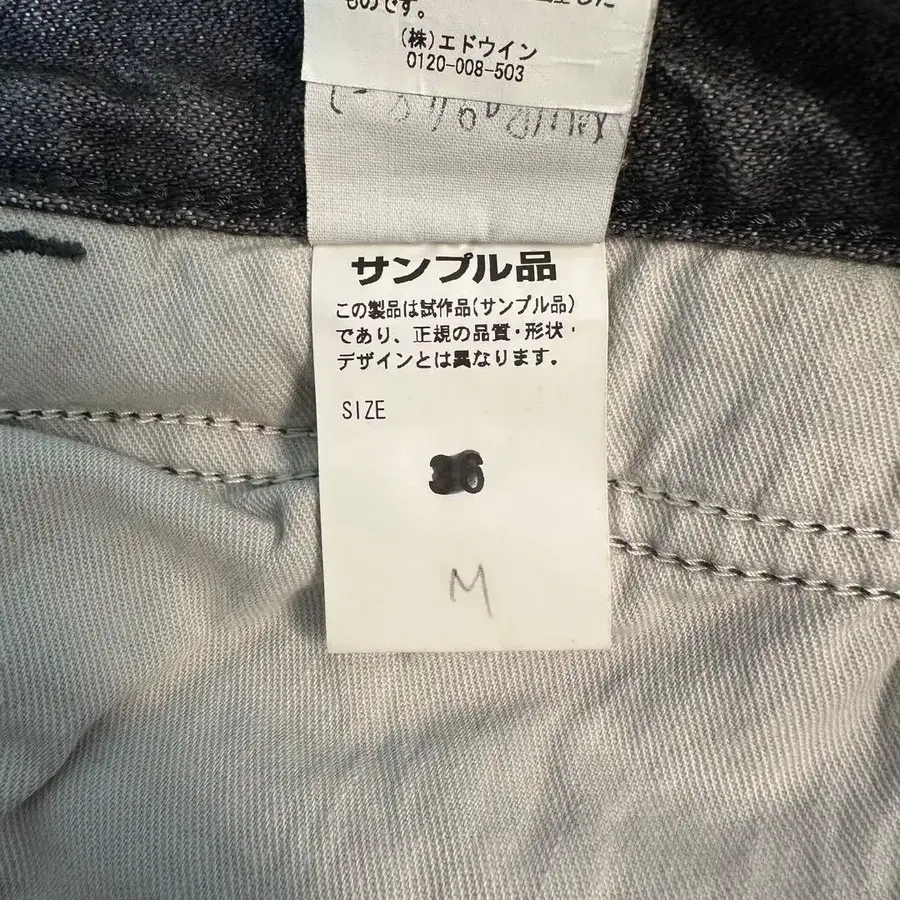 ものです。
(株)エドウイン
0120-008-503
サンプル品
この製品は試作品(サンプル品)
であり、正規の品質・形状・
デザインとは異なります。
SIZE
M